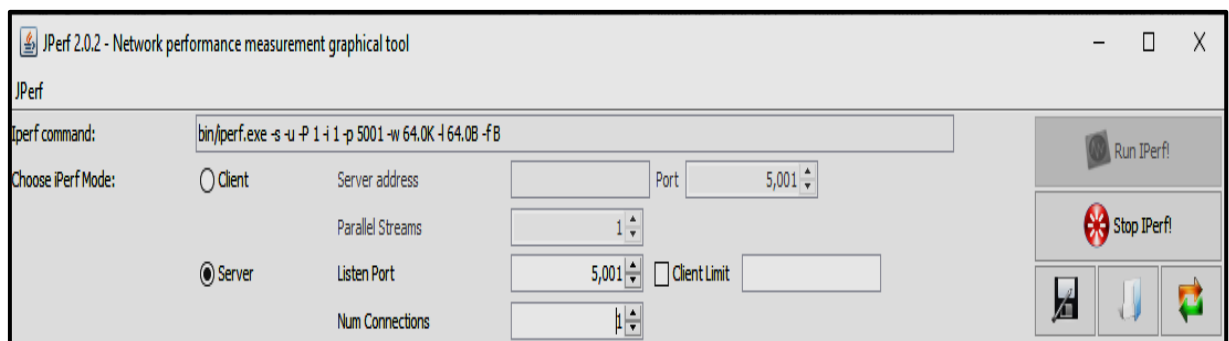 JPerf 2.0.2 - Network performance measurement graphical tool
JPerf
Iperf command: bin/iperf.exe -s -u -P 1 -i 1 -p 5001 -w 64.0K -l 64.0B -f B
Run IPerf!
Choose iPerf Mode: Client Server address Port 5,001
Parallel Streams 1
Stop IPerf!
Server Listen Port 5,001 Client Limit
Num Connections 1